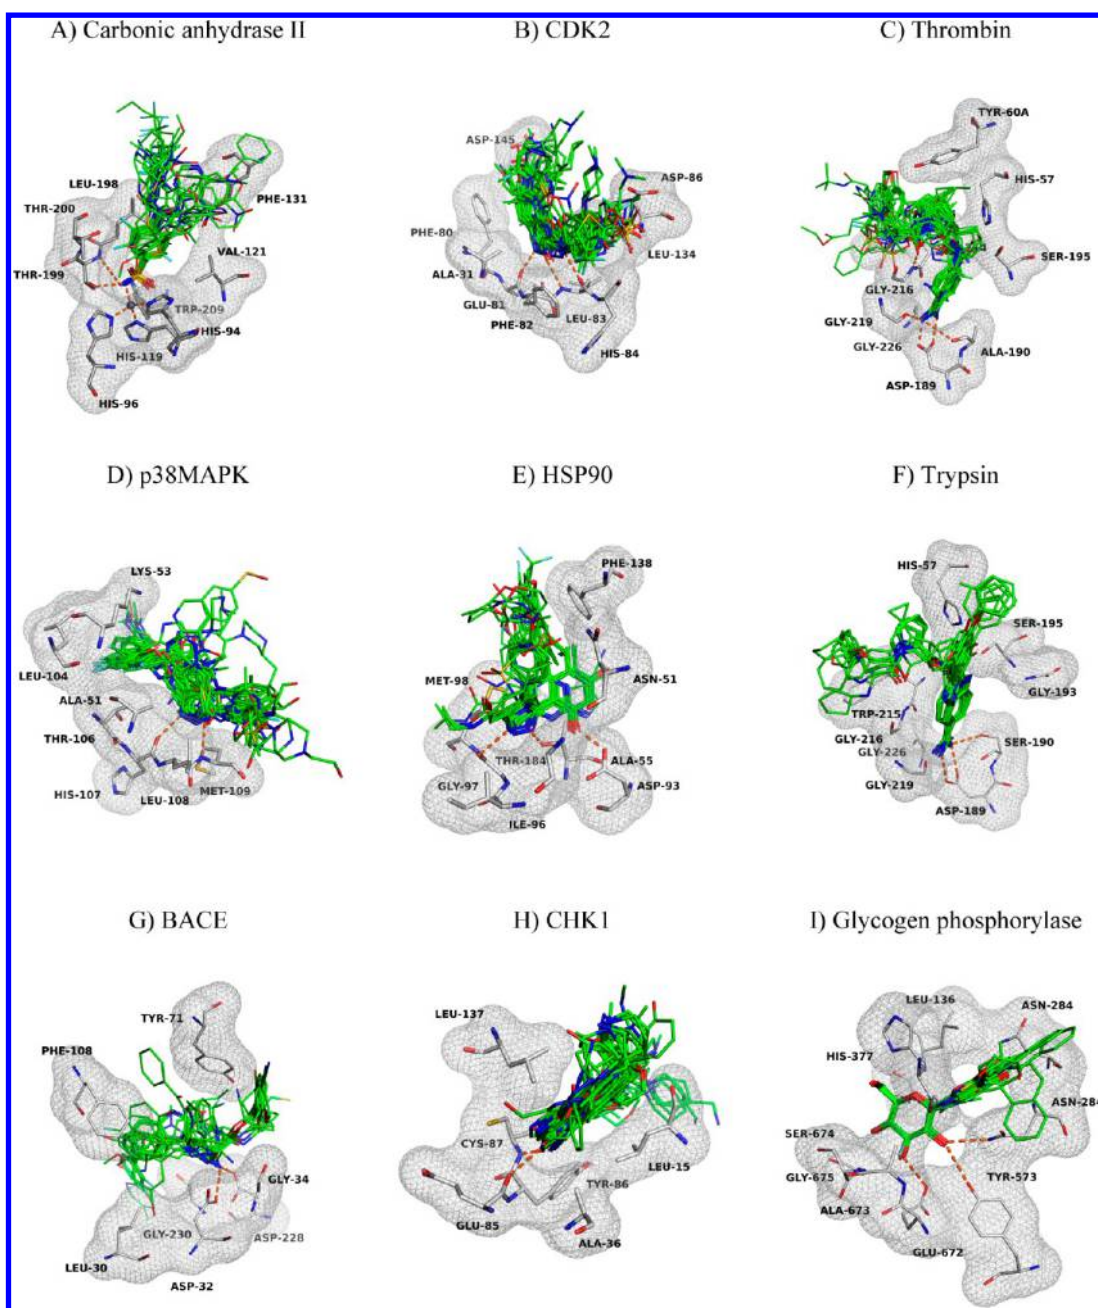 A) Carbonic anhydrase II
B) CDK2
C) Thrombin
LEU-198
THR-200
THR-199
PHE-131
VAL-121
TRP-209
HIS-94
HIS-119
HIS-96
ASP-145
ASP-86
PHE-80
LEU-134
ALA-31
GLU-81
PHE-82
LEU-83
HIS-84
TYR-60A
HIS-57
SER-195
GLY-216
GLY-219
GLY-226
ALA-190
ASP-189
D) p38MAPK
E) HSP90
F) Trypsin
LYS-53
LEU-104
ALA-51
THR-106
HIS-107
LEU-108
MET-109
PHE-138
MET-98
ASN-51
THR-184
ALA-55
GLY-97
ASP-93
ILE-96
HIS-57
SER-195
GLY-193
TRP-215
GLY-216
GLY-226
SER-190
GLY-219
ASP-189
G) BACE
H) CHK1
I) Glycogen phosphorylase
TYR-71
PHE-108
GLY-34
GLY-230
ASP-228
LEU-30
ASP-32
LEU-137
CYS-87
LEU-15
TYR-86
GLU-85
ALA-36
LEU-136
ASN-284
HIS-377
ASN-284
SER-674
GLY-675
TYR-573
ALA-673
GLU-672